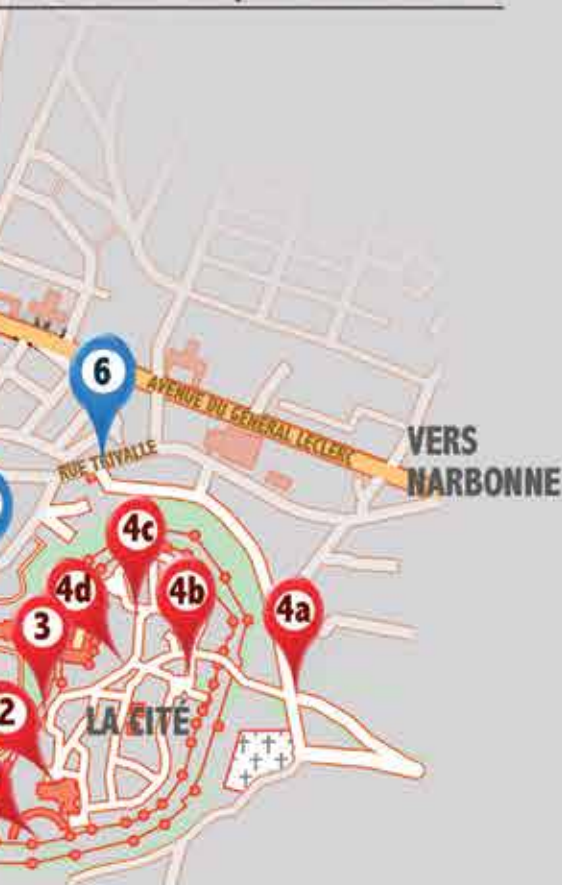 6
AVENUE DU GÉNÉRAL LECLERC
VERS
NARBONNE
RUE TRIVALLE
4c
4d
4b
4a
3
2
LA CITÉ